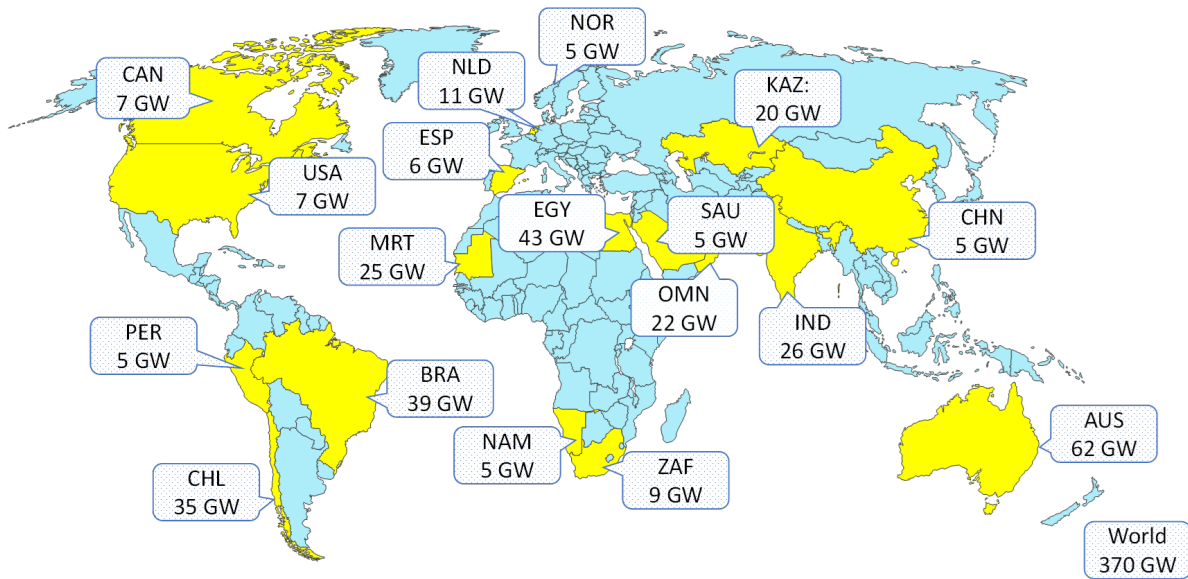 NOR
5 GW
CAN
7 GW
NLD
11 GW
KAZ:
20 GW
ESP
6 GW
USA
7 GW
EGY
43 GW
SAU
5 GW
CHN
5 GW
MRT
25 GW
OMN
22 GW
IND
26 GW
PER
5 GW
BRA
39 GW
AUS
62 GW
NAM
5 GW
ZAF
9 GW
CHL
35 GW
World
370 GW